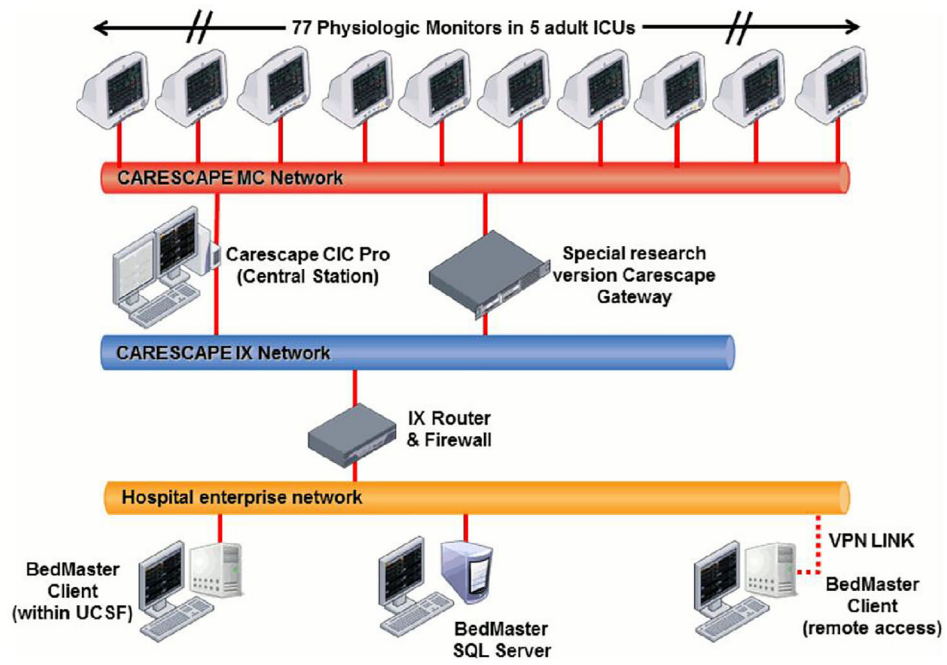 77 Physiologic Monitors in 5 adult ICUs
CARESCAPE MC Network
Carescape CIC Pro
(Central Station)
Special research
version Carescape
Gateway
CARESCAPE IX Network
IX Router
& Firewall
Hospital enterprise network
BedMaster
Client
(within UCSF)
BedMaster
SQL Server
VPN LINK
BedMaster
Client
(remote access)